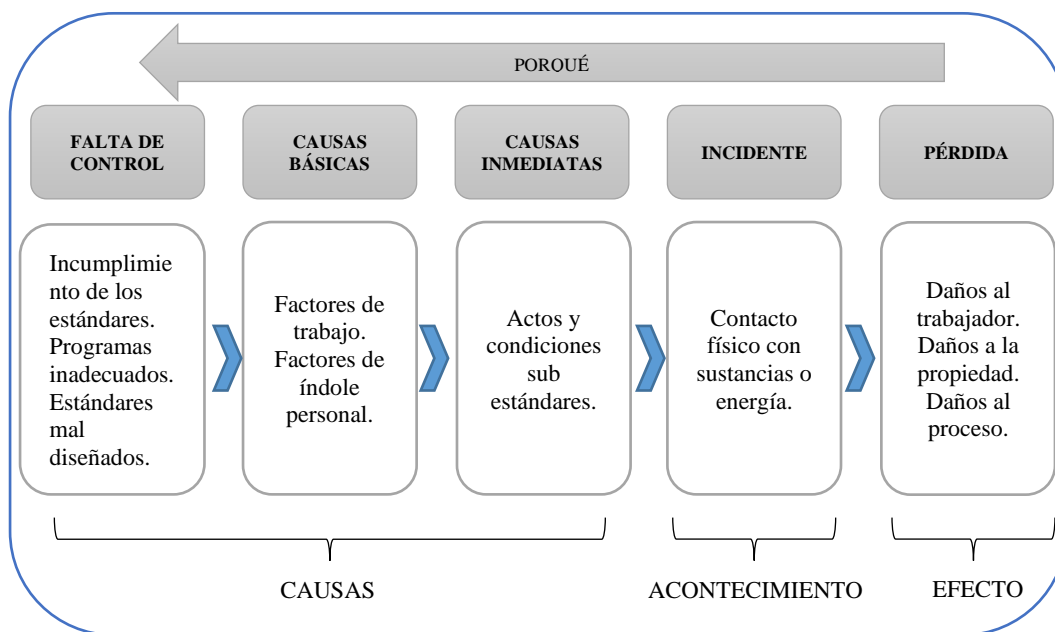 PORQUÉ
FALTA DE
CONTROL
CAUSAS
BÁSICAS
CAUSAS
INMEDIATAS
INCIDENTE
PÉRDIDA
Incumplimie
nto de los
estándares.
Programas
inadecuados.
Estándares
mal
diseñados.
Factores de
trabajo.
Factores de
índole
personal.
Actos y
condiciones
sub
estándares.
Contacto
físico con
sustancias o
energía.
Daños al
trabajador.
Daños a la
propiedad.
Daños al
proceso.
CAUSAS
ACONTECIMIENTO
EFECTO